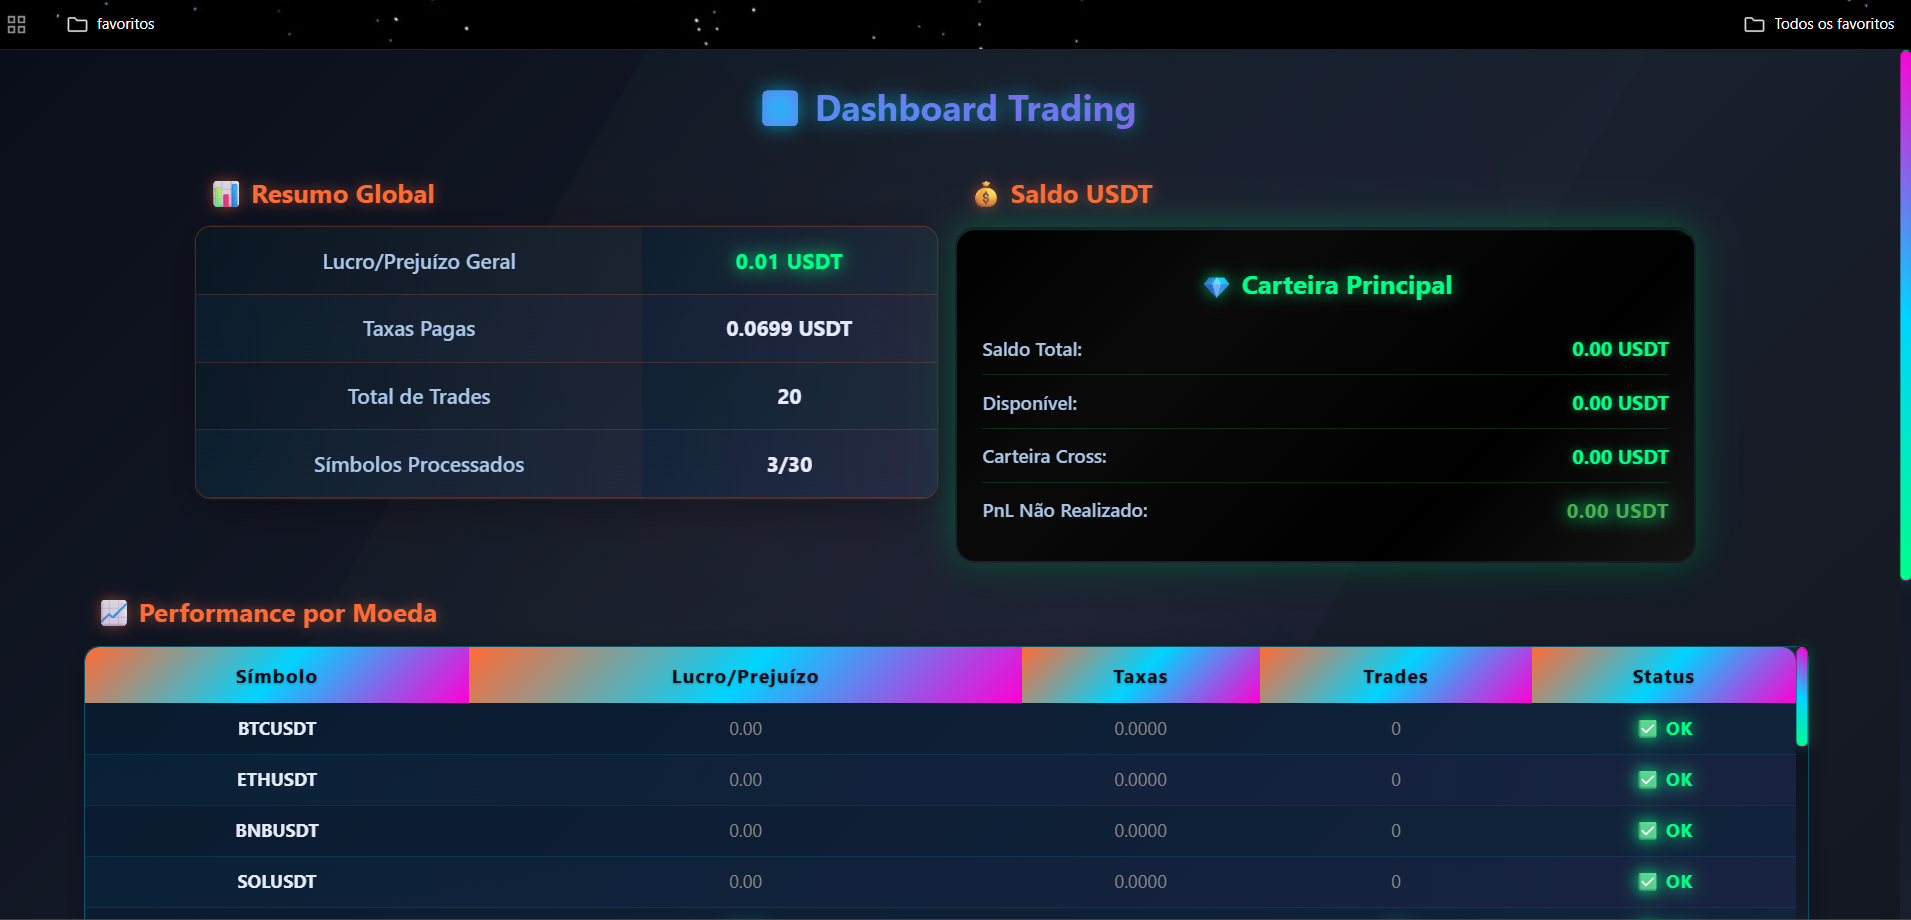 favoritos
Todos os favoritos
Dashboard Trading
Resumo Global
Lucro/Prejuízo Geral 0.01 USDT
Taxas Pagas 0.0699 USDT
Total de Trades 20
Símbolos Processados 3/30
Saldo USDT
Carteira Principal
Saldo Total: 0.00 USDT
Disponível: 0.00 USDT
Carteira Cross: 0.00 USDT
PnL Não Realizado: 0.00 USDT
Performance por Moeda
Símbolo Lucro/Prejuízo Taxas Trades Status
BTCUSDT 0.00 0.0000 0 ✅ OK
ETHUSDT 0.00 0.0000 0 ✅ OK
BNBUSDT 0.00 0.0000 0 ✅ OK
SOLUSDT 0.00 0.0000 0 ✅ OK